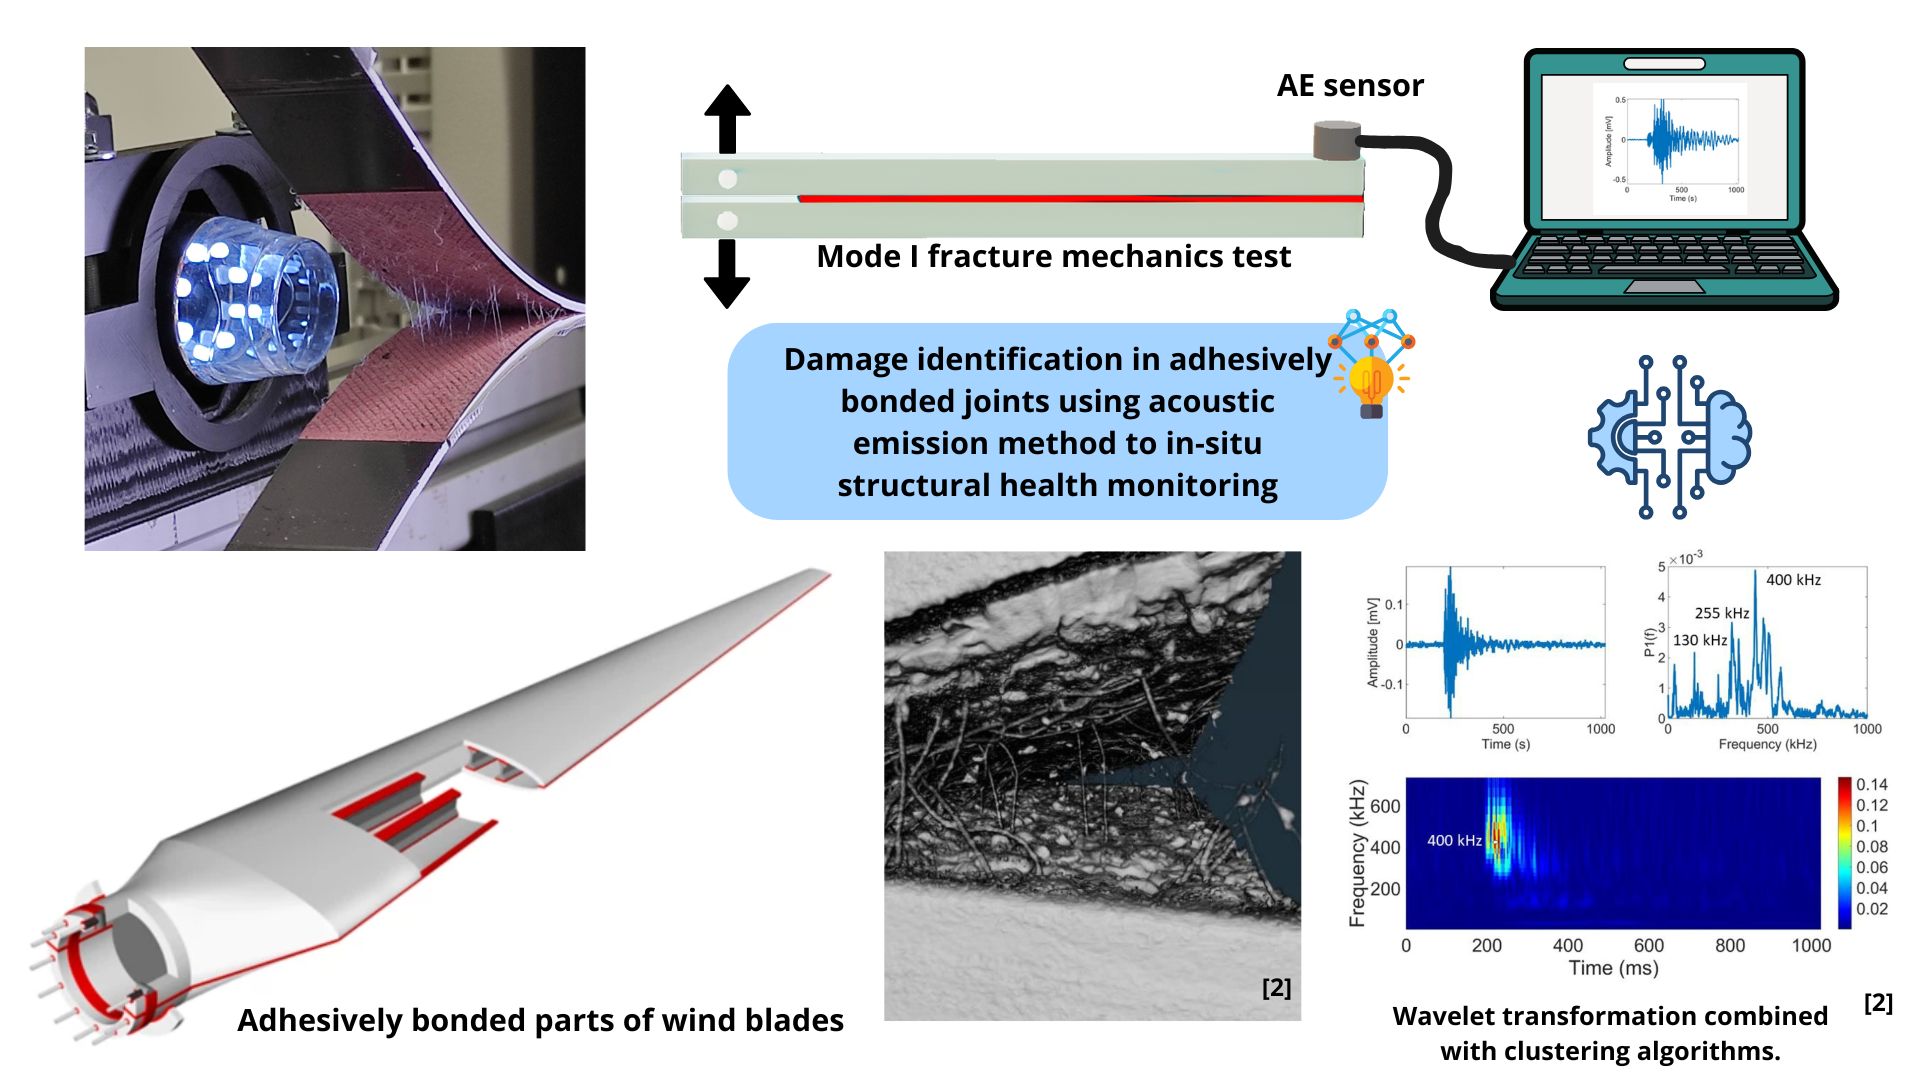 AE sensor
0.5
0
-0.5
Amplitude [mV]
0
500
1000
Time (s)
Mode I fracture mechanics test
Damage identification in adhesively
bonded joints using acoustic
emission method to in-situ
structural health monitoring
Adhesively bonded parts of wind blades
[2]
0.1
0
-0.1
Amplitude [mV]
0
500
1000
Time (s)
×10-3
5
4
3
2
1
0
P1(f)
400 kHz
255 kHz
130 kHz
0
500
1000
Frequency (kHz)
600
400
200
Frequency (kHz)
400 kHz
0
200
400
600
800
1000
Time (ms)
0.14
0.12
0.1
0.08
0.06
0.04
0.02
Wavelet transformation combined
with clustering algorithms.
[2]